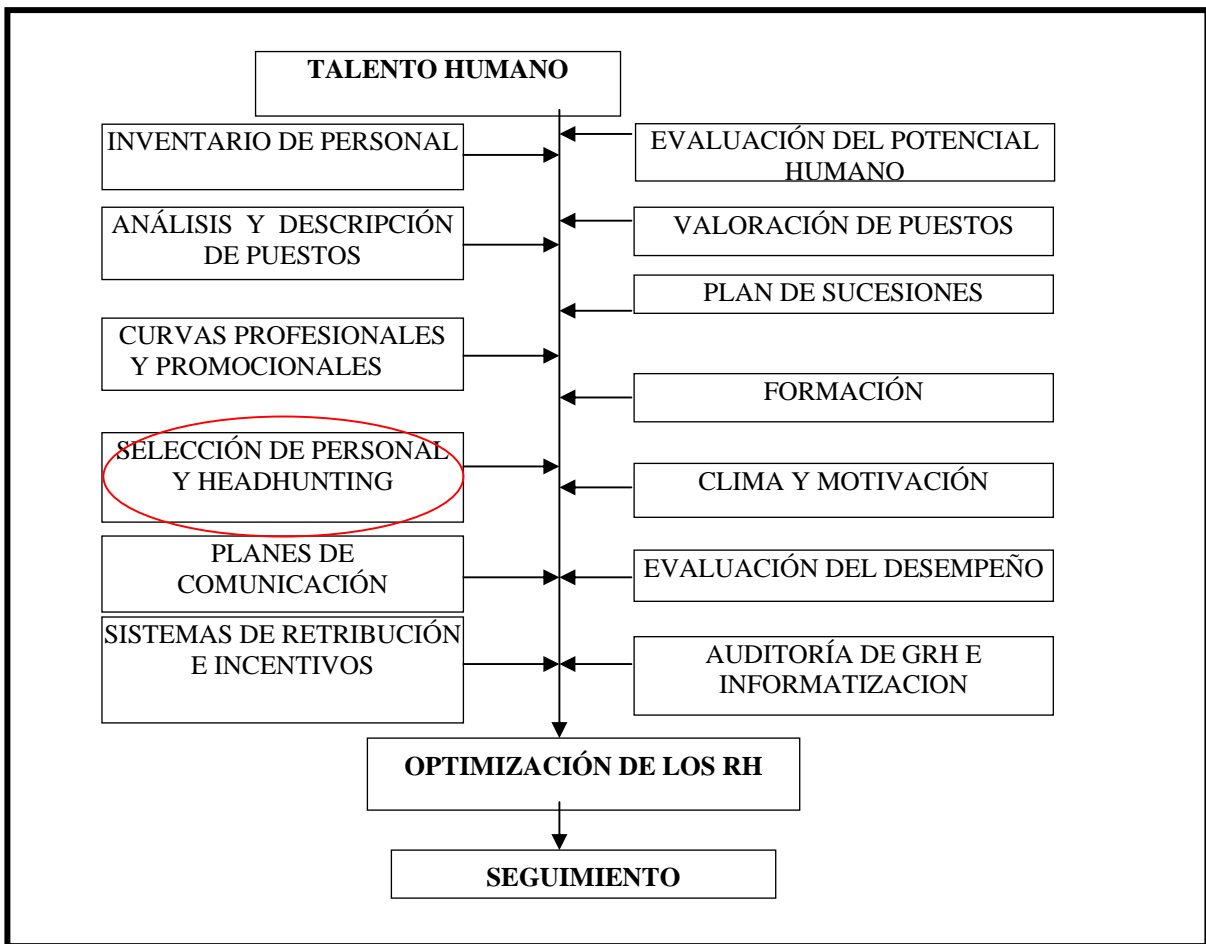 TALENTO HUMANO
INVENTARIO DE PERSONAL
EVALUACIÓN DEL POTENCIAL
HUMANO
ANÁLISIS Y DESCRIPCIÓN
DE PUESTOS
VALORACIÓN DE PUESTOS
PLAN DE SUCESIONES
CURVAS PROFESIONALES
Y PROMOCIONALES
FORMACIÓN
SELECCIÓN DE PERSONAL
Y HEADHUNTING
CLIMA Y MOTIVACIÓN
PLANES DE
COMUNICACIÓN
EVALUACIÓN DEL DESEMPEÑO
SISTEMAS DE RETRIBUCIÓN
E INCENTIVOS
AUDITORÍA DE GRH E
INFORMATIZACION
OPTIMIZACIÓN DE LOS RH
SEGUIMIENTO